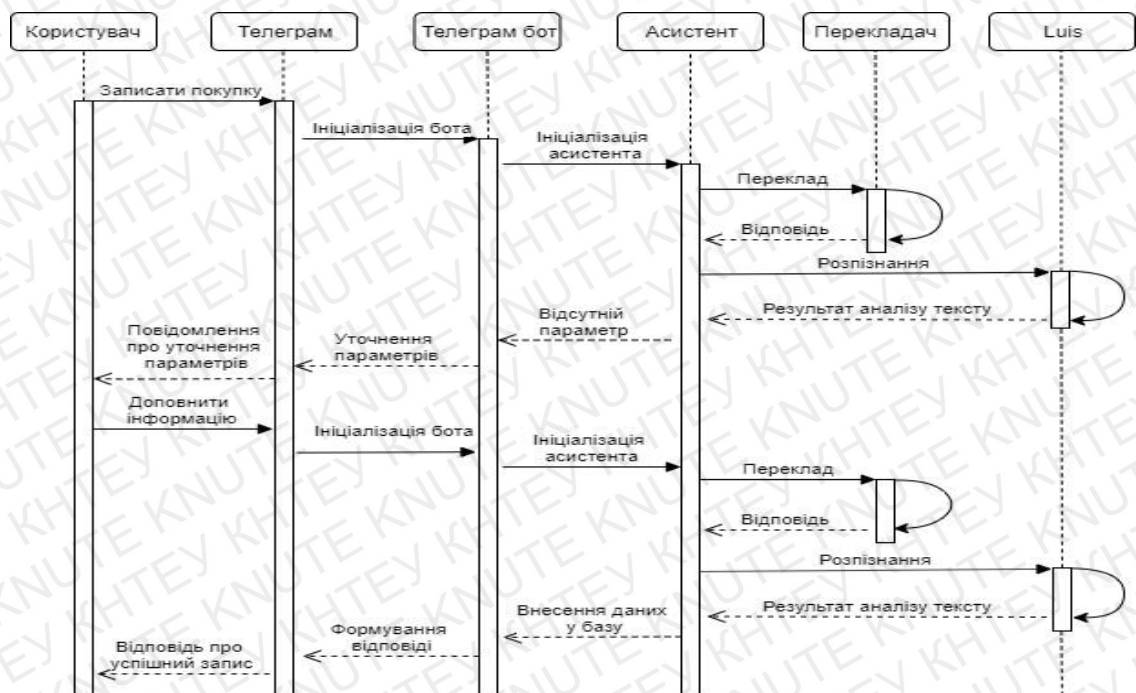 Користувач
Телеграм
Телеграм бот
Асистент
Перекладач
Luis
Записати покупку
Ініціалізація бота
Ініціалізація
асистента
Переклад
Відповідь
Розпізнання
Результат аналізу тексту
Відсутній
параметр
Уточнення
параметрів
Повідомлення
про уточнення
параметрів
Доповнити
інформацію
Ініціалізація бота
Ініціалізація
асистента
Переклад
Відповідь
Розпізнання
Результат аналізу тексту
Внесення даних
у базу
Формування
відповіді
Відповідь про
успішний запис
KNUTE КНТЕУ